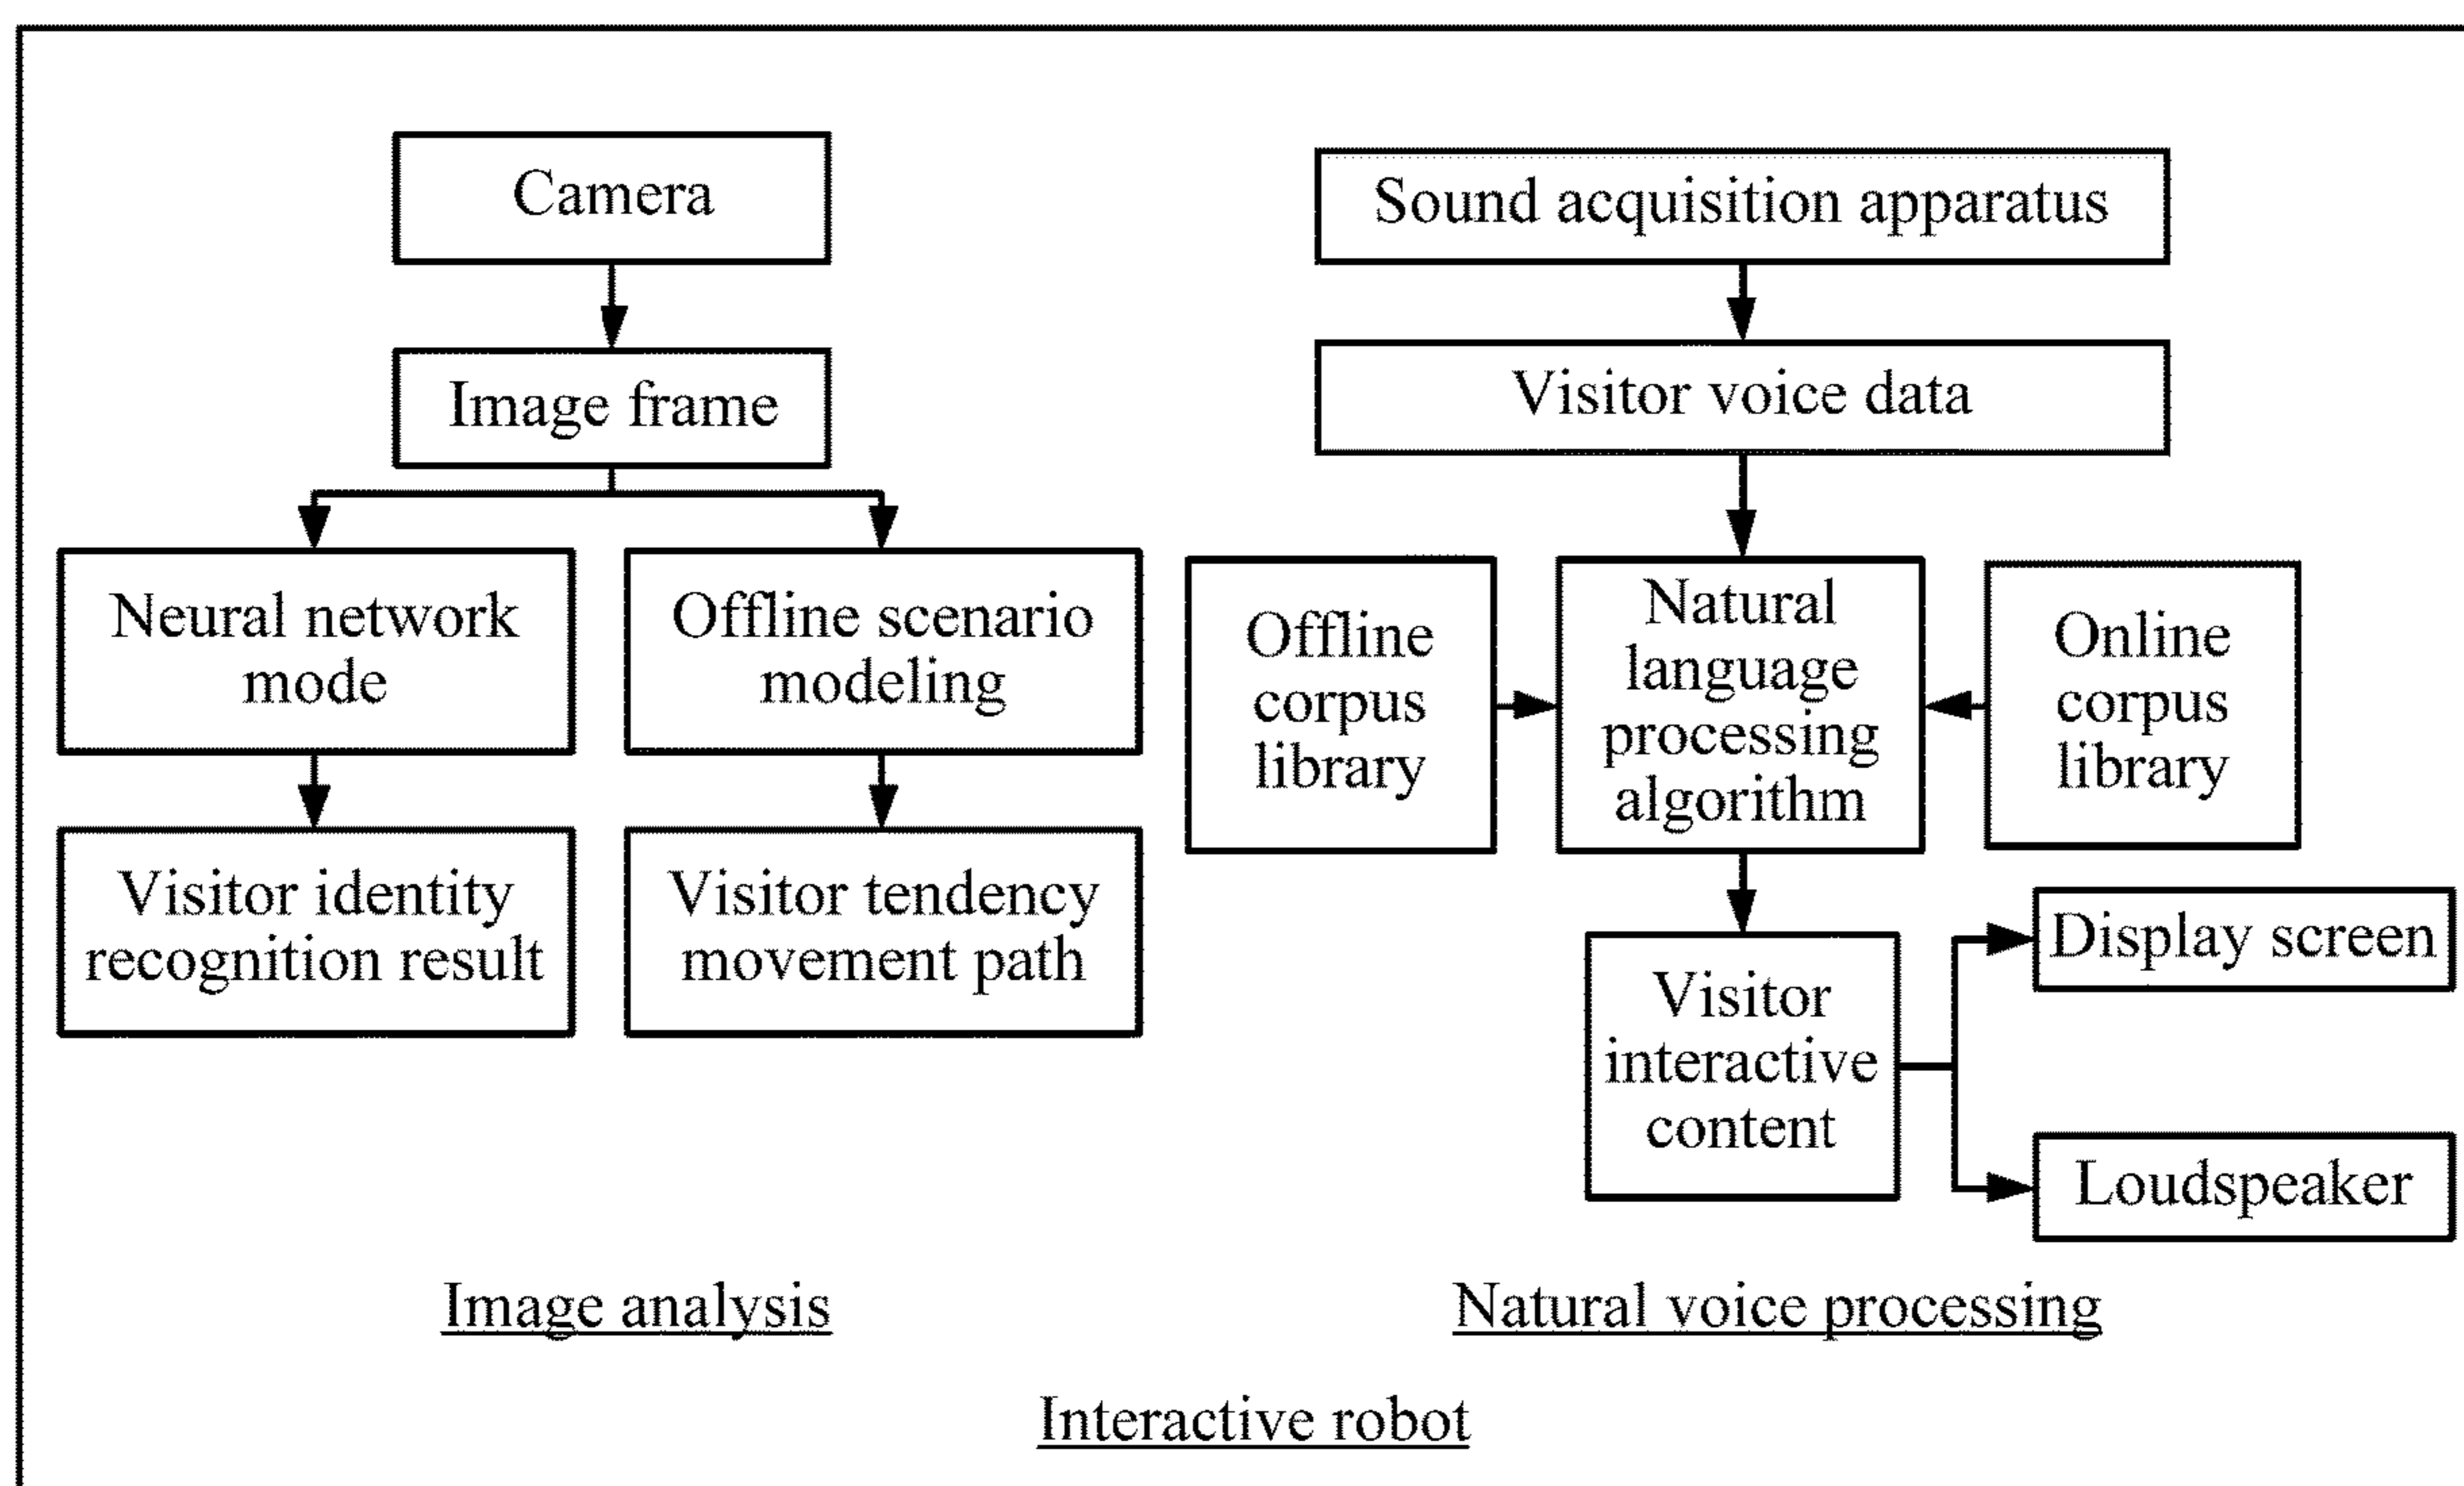 Camera
Image frame
Neural network
mode
Offline scenario
modeling
Visitor identity
recognition result
Visitor tendency
movement path
Image analysis
Sound acquisition apparatus
Visitor voice data
Offline
corpus
library
Natural
language
processing
algorithm
Online
corpus
library
Visitor
interactive
content
Display screen
Loudspeaker
Natural voice processing
Interactive robot